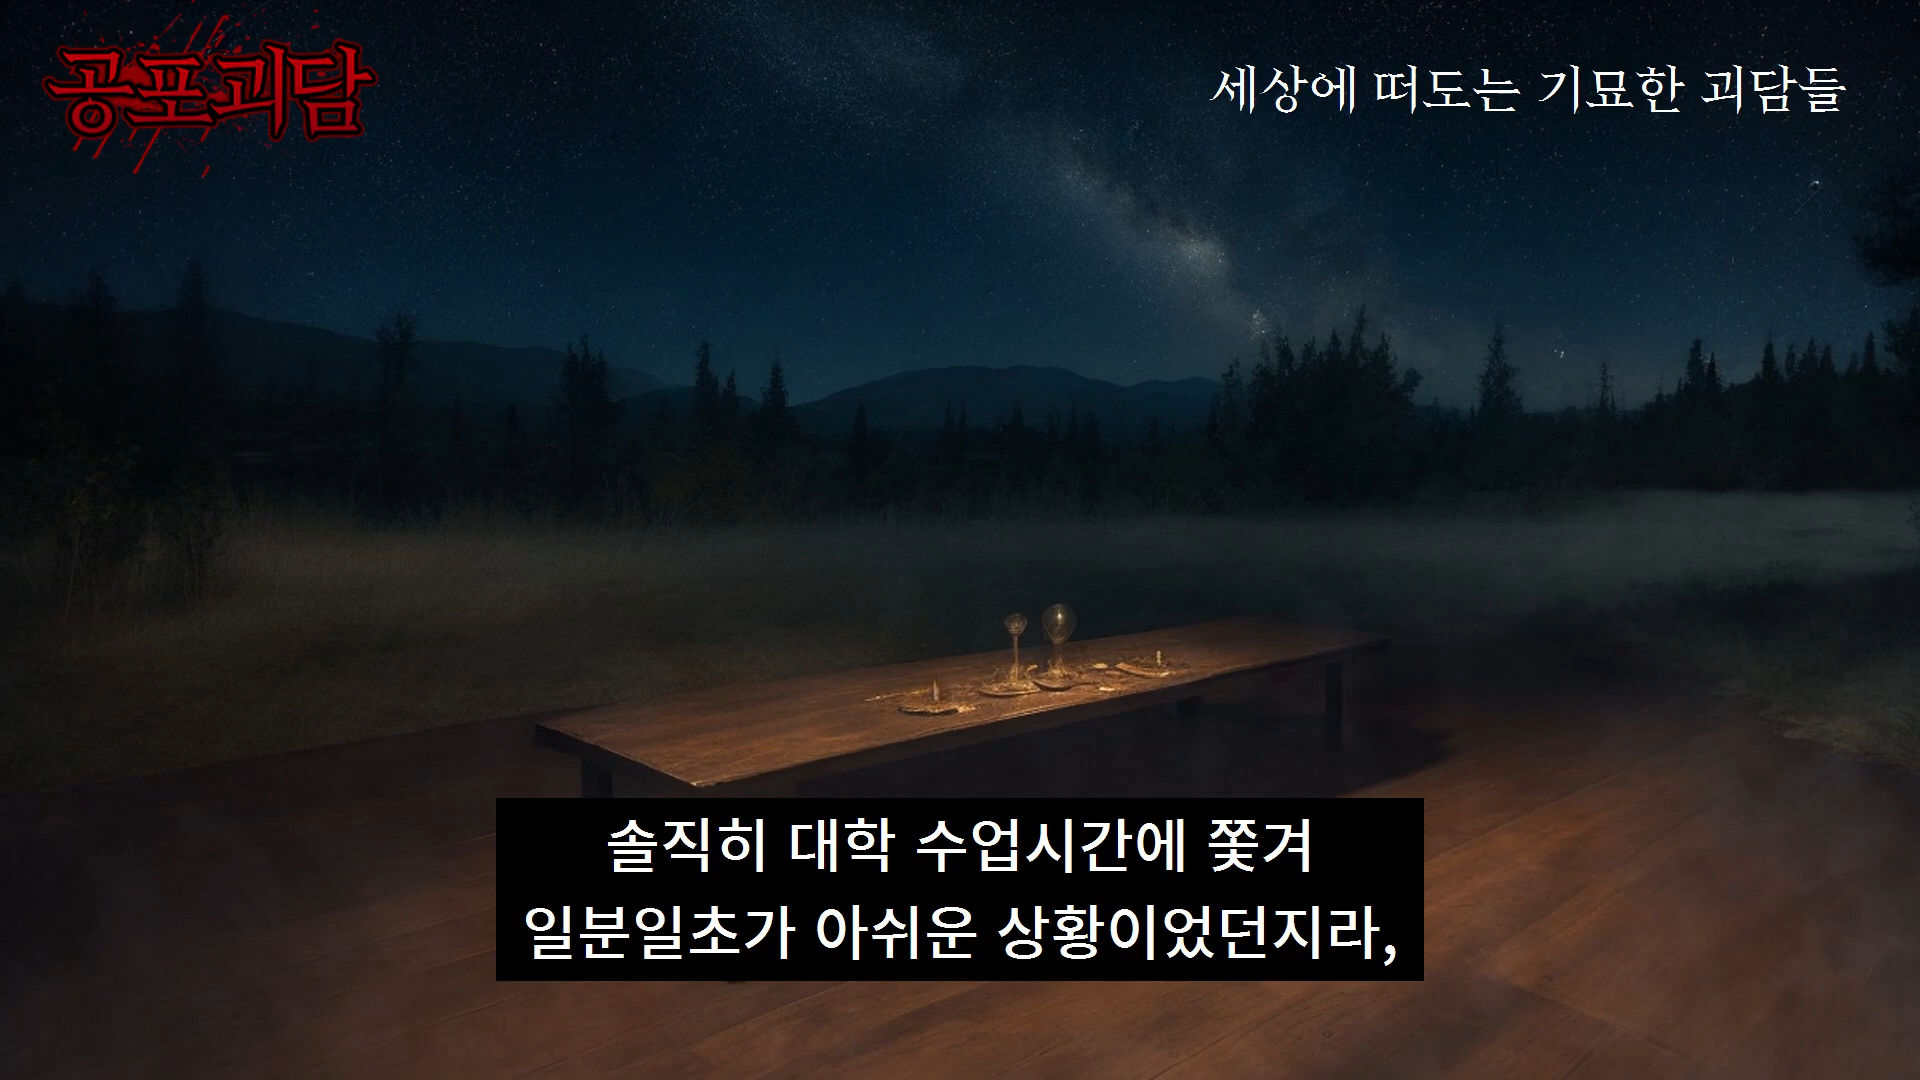 공포괴담
세상에 떠도는 기묘한 괴담들
솔직히 대학 수업시간에 쫓겨
일분일초가 아쉬운 상황이었던지라,